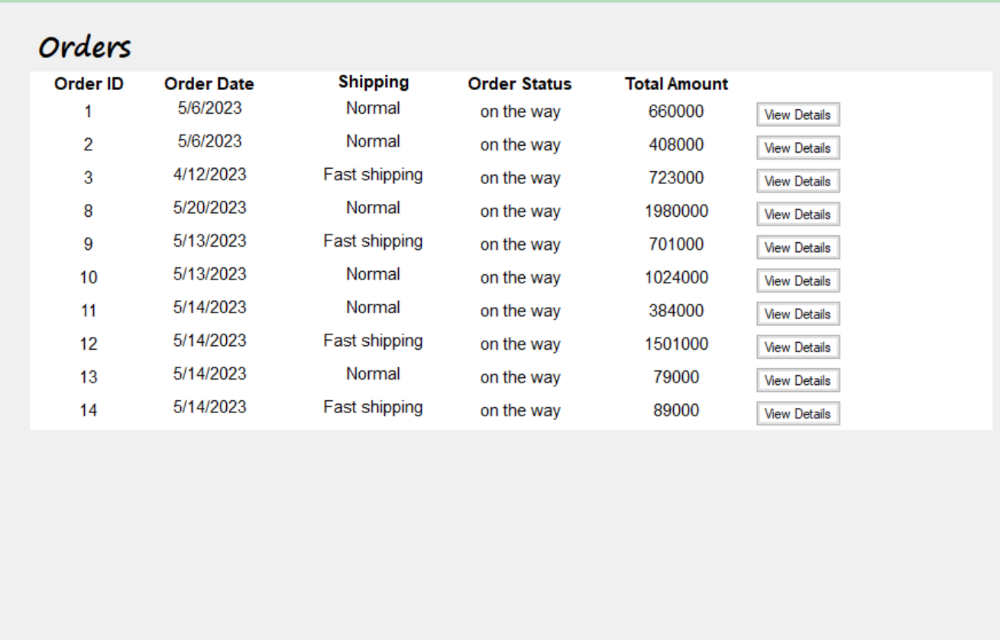 Orders
Order ID Order Date Shipping Order Status Total Amount
1 5/6/2023 Normal on the way 660000 View Details
2 5/6/2023 Normal on the way 408000 View Details
3 4/12/2023 Fast shipping on the way 723000 View Details
8 5/20/2023 Normal on the way 1980000 View Details
9 5/13/2023 Fast shipping on the way 701000 View Details
10 5/13/2023 Normal on the way 1024000 View Details
11 5/14/2023 Normal on the way 384000 View Details
12 5/14/2023 Fast shipping on the way 1501000 View Details
13 5/14/2023 Normal on the way 79000 View Details
14 5/14/2023 Fast shipping on the way 89000 View Details